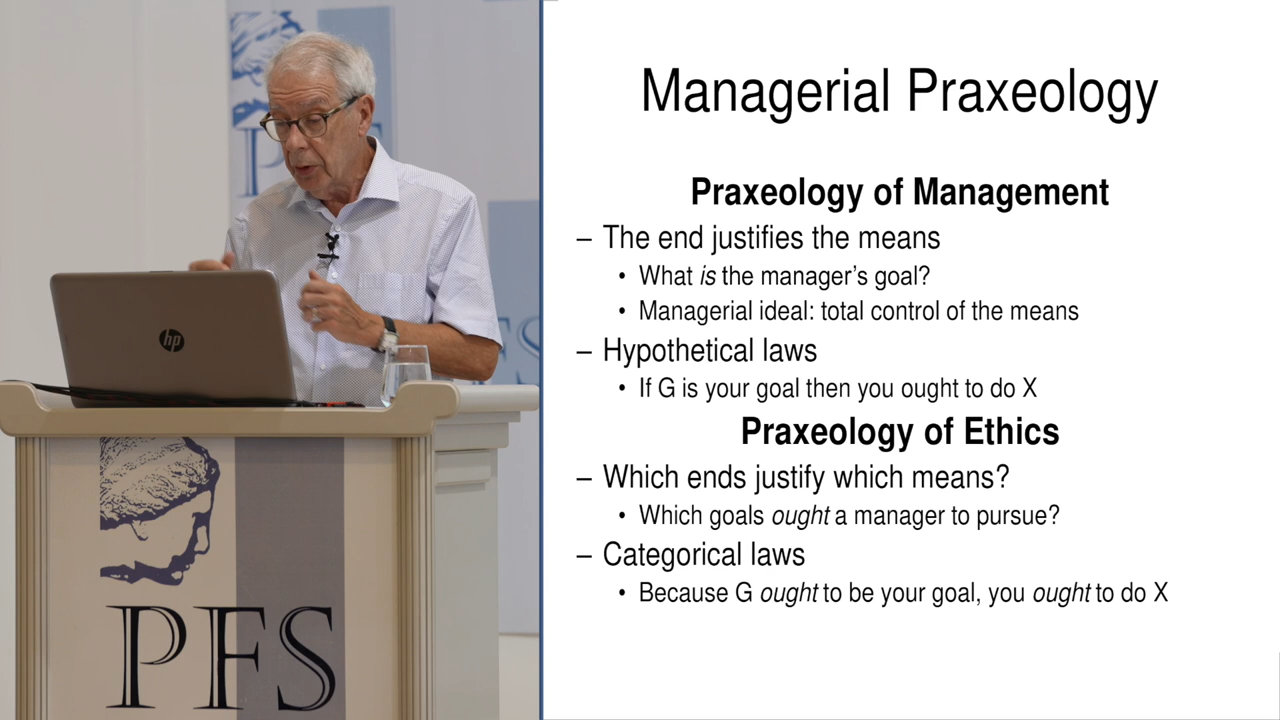 Managerial Praxeology
Praxeology of Management
– The end justifies the means
• What is the manager's goal?
• Managerial ideal: total control of the means
– Hypothetical laws
• If G is your goal then you ought to do X
Praxeology of Ethics
– Which ends justify which means?
• Which goals ought a manager to pursue?
– Categorical laws
• Because G ought to be your goal, you ought to do X
hp
PFS